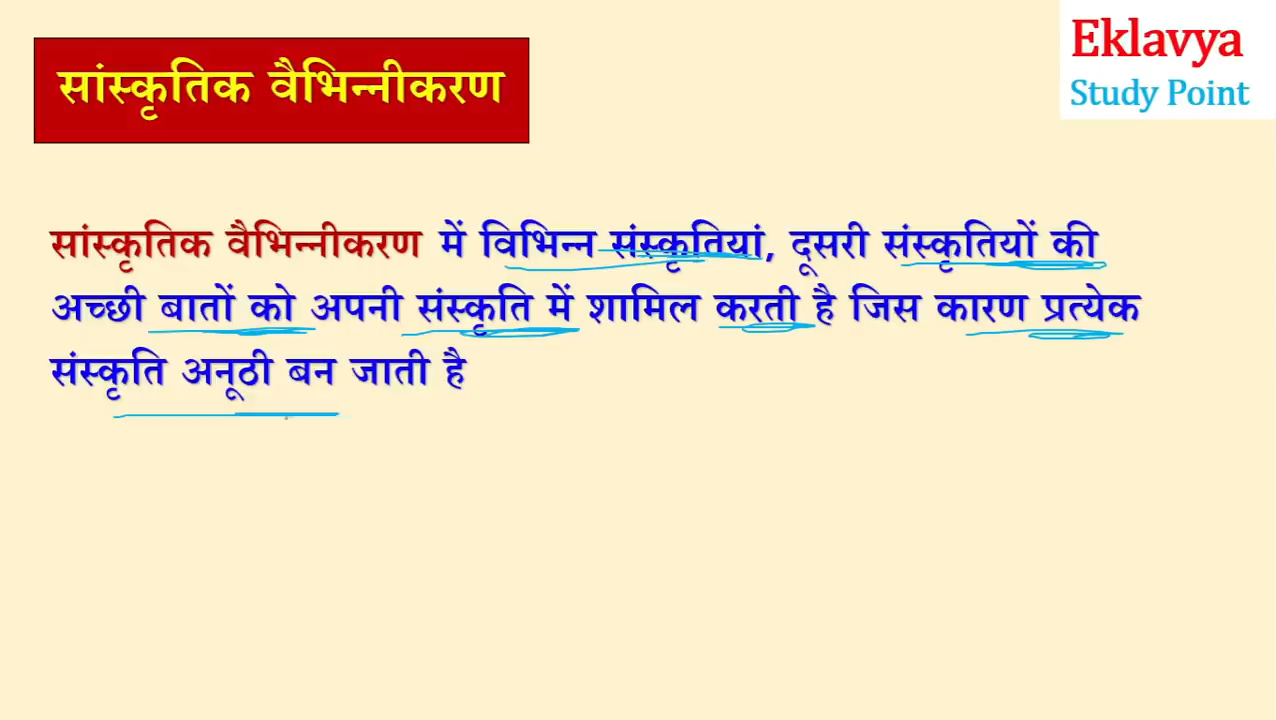 Eklavya
Study Point
सांस्कृतिक वैभिन्नीकरण
सांस्कृतिक वैभिन्नीकरण में विभिन्न संस्कृतियां, दूसरी संस्कृतियों की
अच्छी बातों को अपनी संस्कृति में शामिल करती है जिस कारण प्रत्येक
संस्कृति अनूठी बन जाती है